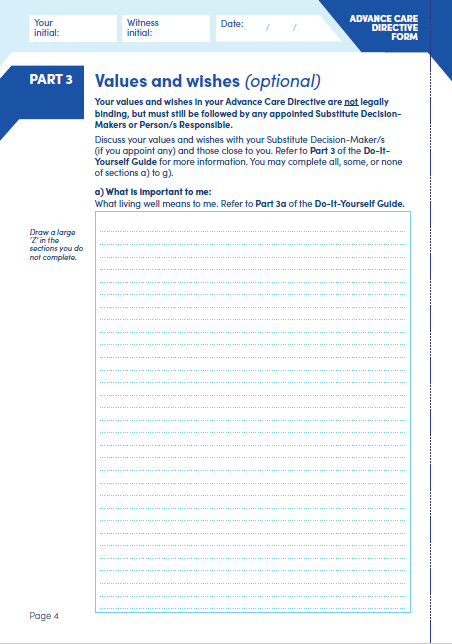 Your
initial:
Witness
initial:
Date: / /
ADVANCE CARE
DIRECTIVE
FORM
PART 3
Values and wishes (optional)
Your values and wishes in your Advance Care Directive are not legally
binding, but must still be followed by any appointed Substitute Decision-
Makers or Person/s Responsible.
Discuss your values and wishes with your Substitute Decision-Maker/s
(if you appoint any) and those close to you. Refer to Part 3 of the Do-It-
Yourself Guide for more information. You may complete all, some, or none
of sections a) to g).
a) What is important to me:
What living well means to me. Refer to Part 3a of the Do-It-Yourself Guide.
Draw a large
‘Z’ in the
sections you do
not complete.
Page 4